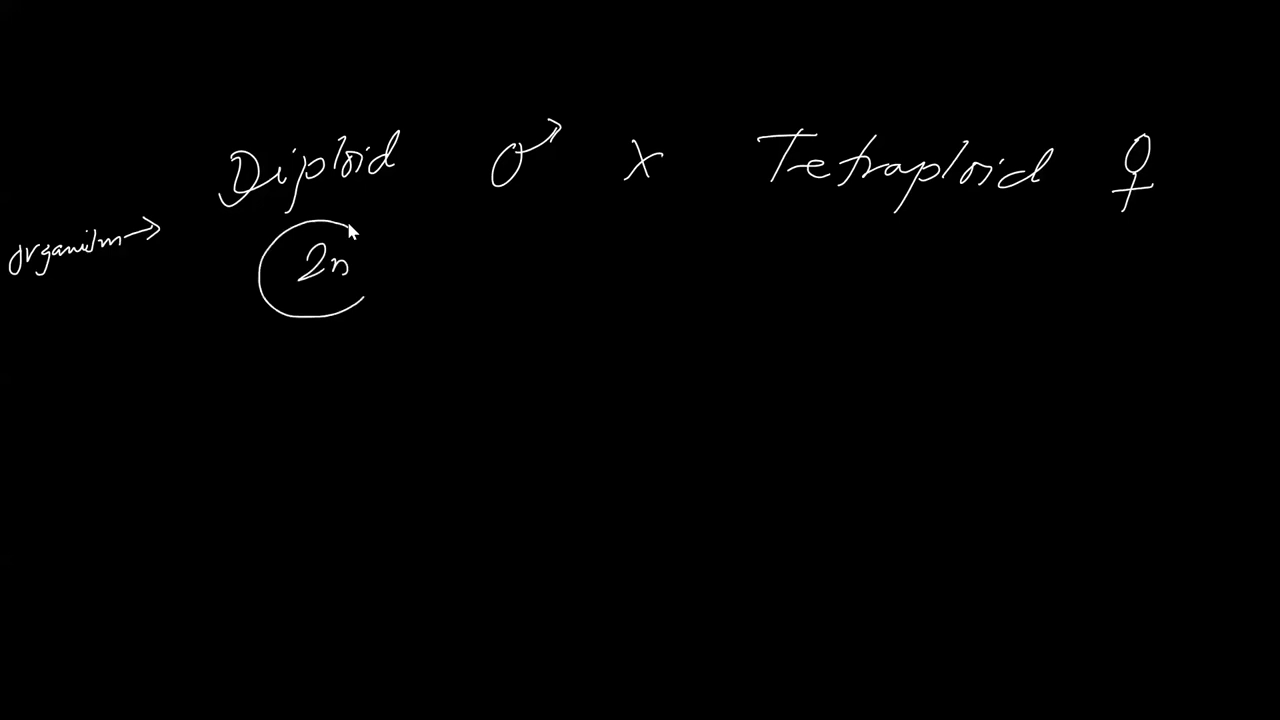 Diploid ♂ x Tetraploid ♀
organism →
2n